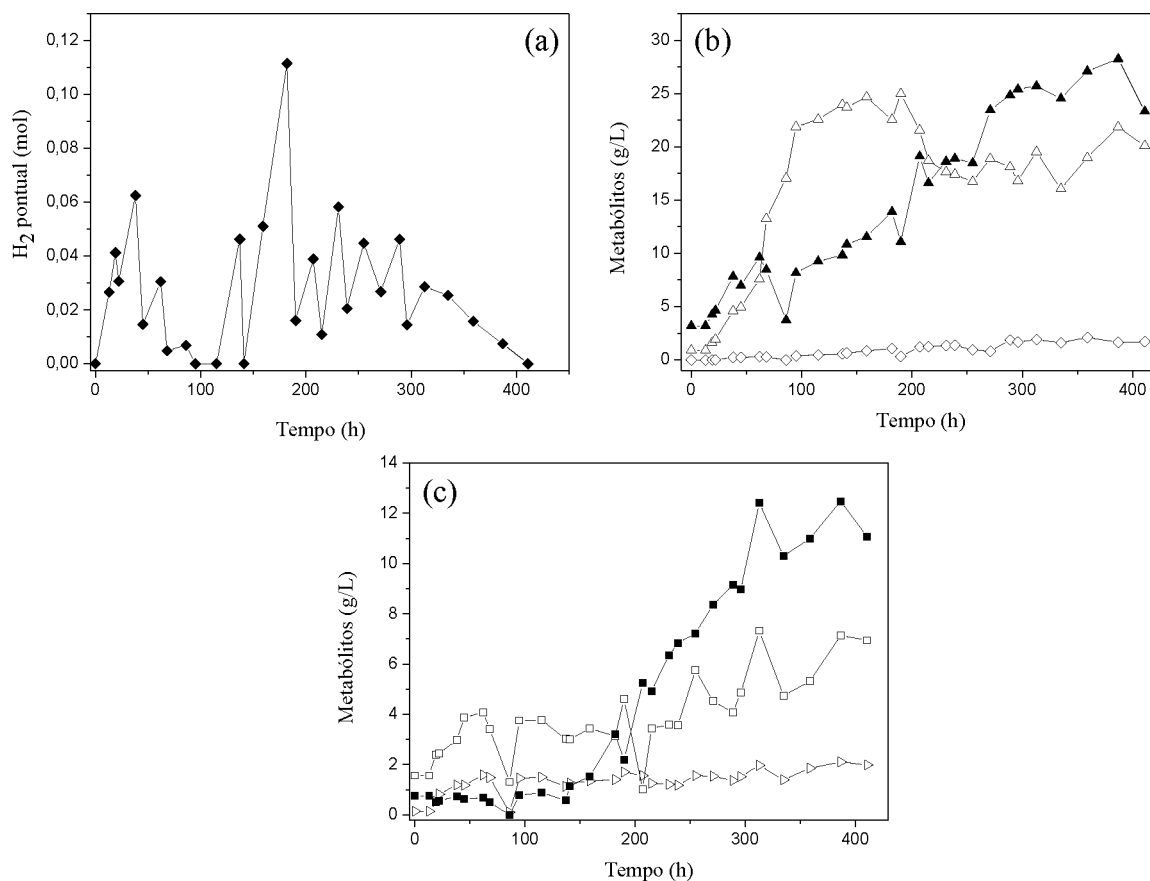 (a)
0,12
0,10
0,08
0,06
0,04
0,02
0,00
H2 pontual (mol)
0 100 200 300 400
Tempo (h)
(b)
30
25
20
15
10
5
0
Metabólitos (g/L)
0 100 200 300 400
Tempo (h)
(c)
14
12
10
8
6
4
2
0
Metabólitos (g/L)
0 100 200 300 400
Tempo (h)